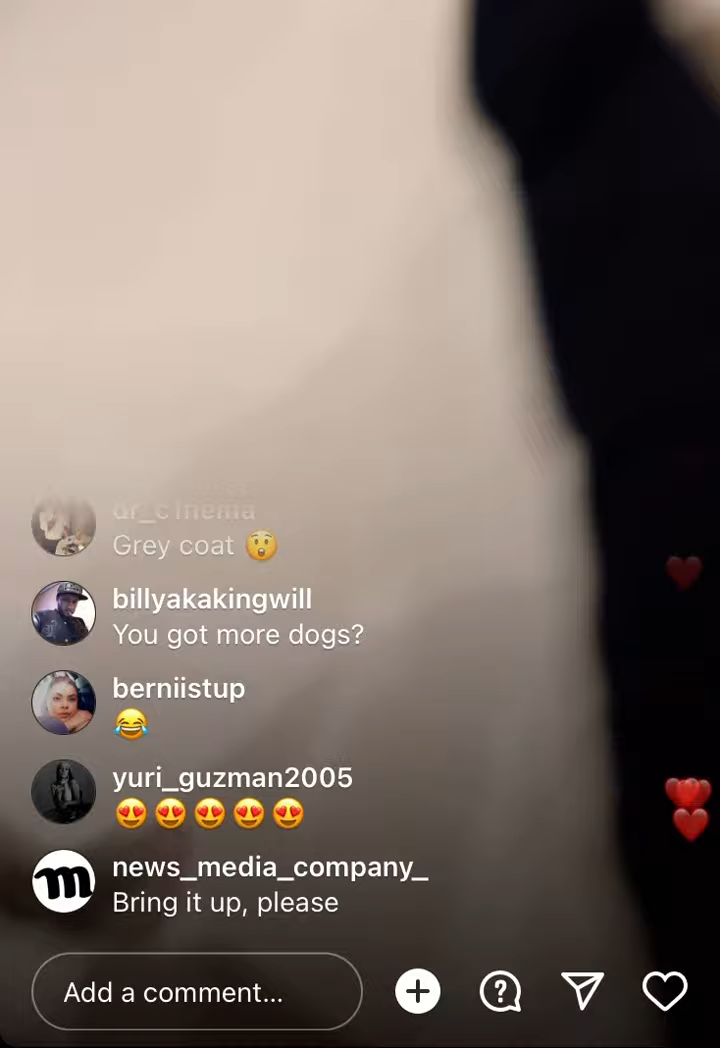 Grey coat 😲
billyakakingwill
You got more dogs?
berniistup
😂
yuri_guzman2005
😍😍😍😍😍
m
news_media_company_
Bring it up, please
Add a comment...